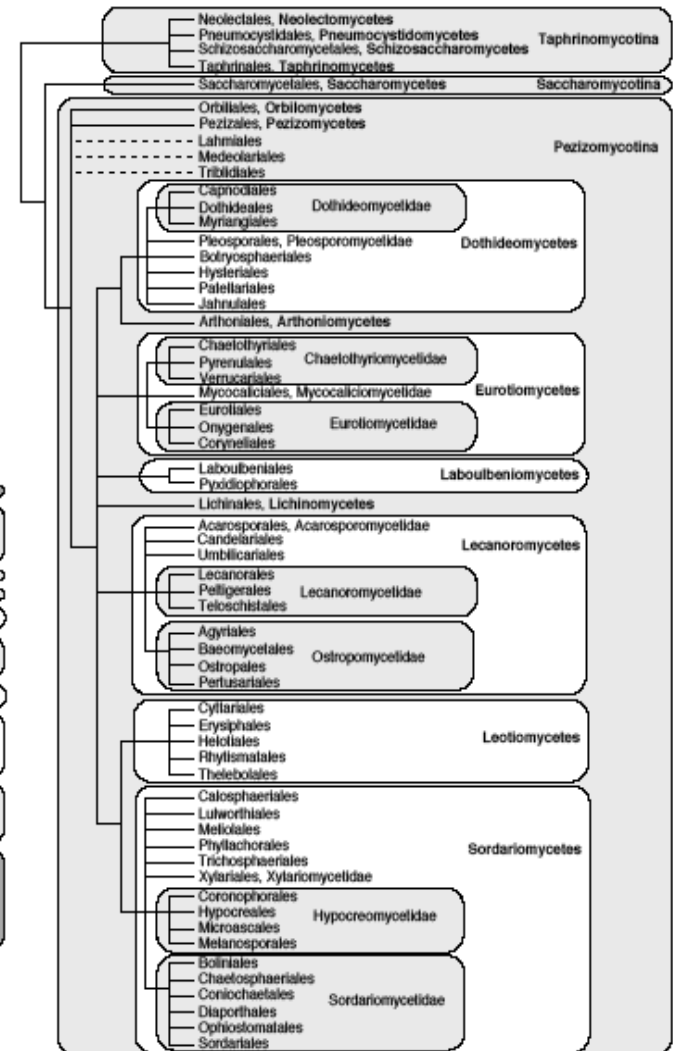 Neolectales, Neolectomycetes
Pneumocystidales, Pneumocystidomycetes
Schizosaccharomycetales, Schizosaccharomycetes
Taphrinomycotina
Taphrinales, Taphrinomycetes
Saccharomycetales, Saccharomycetes
Saccharomycotina
Orbiliales, Orbilomycetes
Pezizales, Pezizomycetes
Lahmiales
Pezizomycotina
Medeolariales
Triblidiales
Capnodiales
Dothideales
Dothideomycetidae
Myriangiales
Pleosporales, Pleosporomycetidae
Dothideomycetes
Botryosphaeriales
Hysteriales
Patellariales
Jahnulales
Arthoniales, Arthoniomycetes
Chaetothyriales
Pyrenulales
Chaetothyriomycetidae
Verrucariales
Mycocaliciales, Mycocaliciomycetidae
Eurotiomycetes
Eurotiales
Onygenales
Eurotiomycetidae
Coryneliales
Laboulbeniales
Laboulbeniomycetes
Pyxidiophorales
Lichinales, Lichinomycetes
Acarosporales, Acarosporomycetidae
Candelariales
Lecanoromycetes
Umbilicariales
Lecanorales
Peltigerales
Lecanoromycetidae
Teloschistales
Agyriales
Baeomycetales
Ostropomycetidae
Ostropales
Pertusariales
Cyttariales
Erysiphales
Helotiales
Leotiomycetes
Rhytismatales
Thelebolales
Calosphaeriales
Lulworthiales
Meliolales
Phyllachorales
Sordariomycetes
Trichosphaeriales
Xylariales, Xylariomycetidae
Coronophorales
Hypocreales
Hypocreomycetidae
Microascales
Melanosporales
Boliniales
Chaetosphaeriales
Coniochaetales
Sordariomycetidae
Diaporthales
Ophiostomatales
Sordariales